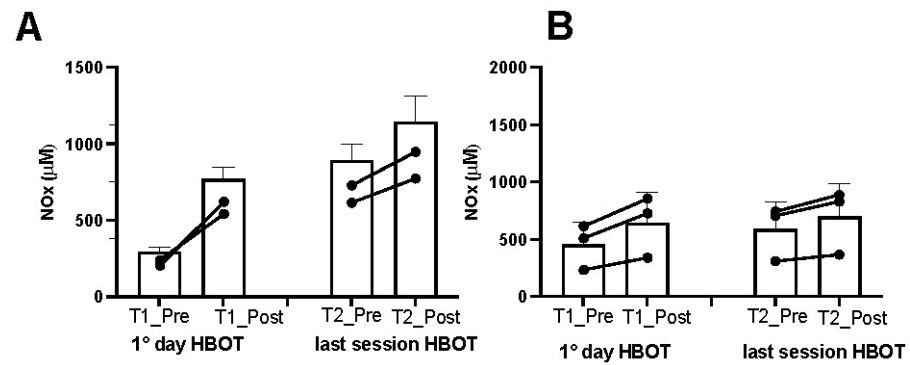 A
B
NOx (µM)
1500
1000
500
0
T1_Pre T1_Post T2_Pre T2_Post
1° day HBOT last session HBOT
NOx (µM)
2000
1500
1000
500
0
T1_Pre T1_Post T2_Pre T2_Post
1° day HBOT last session HBOT